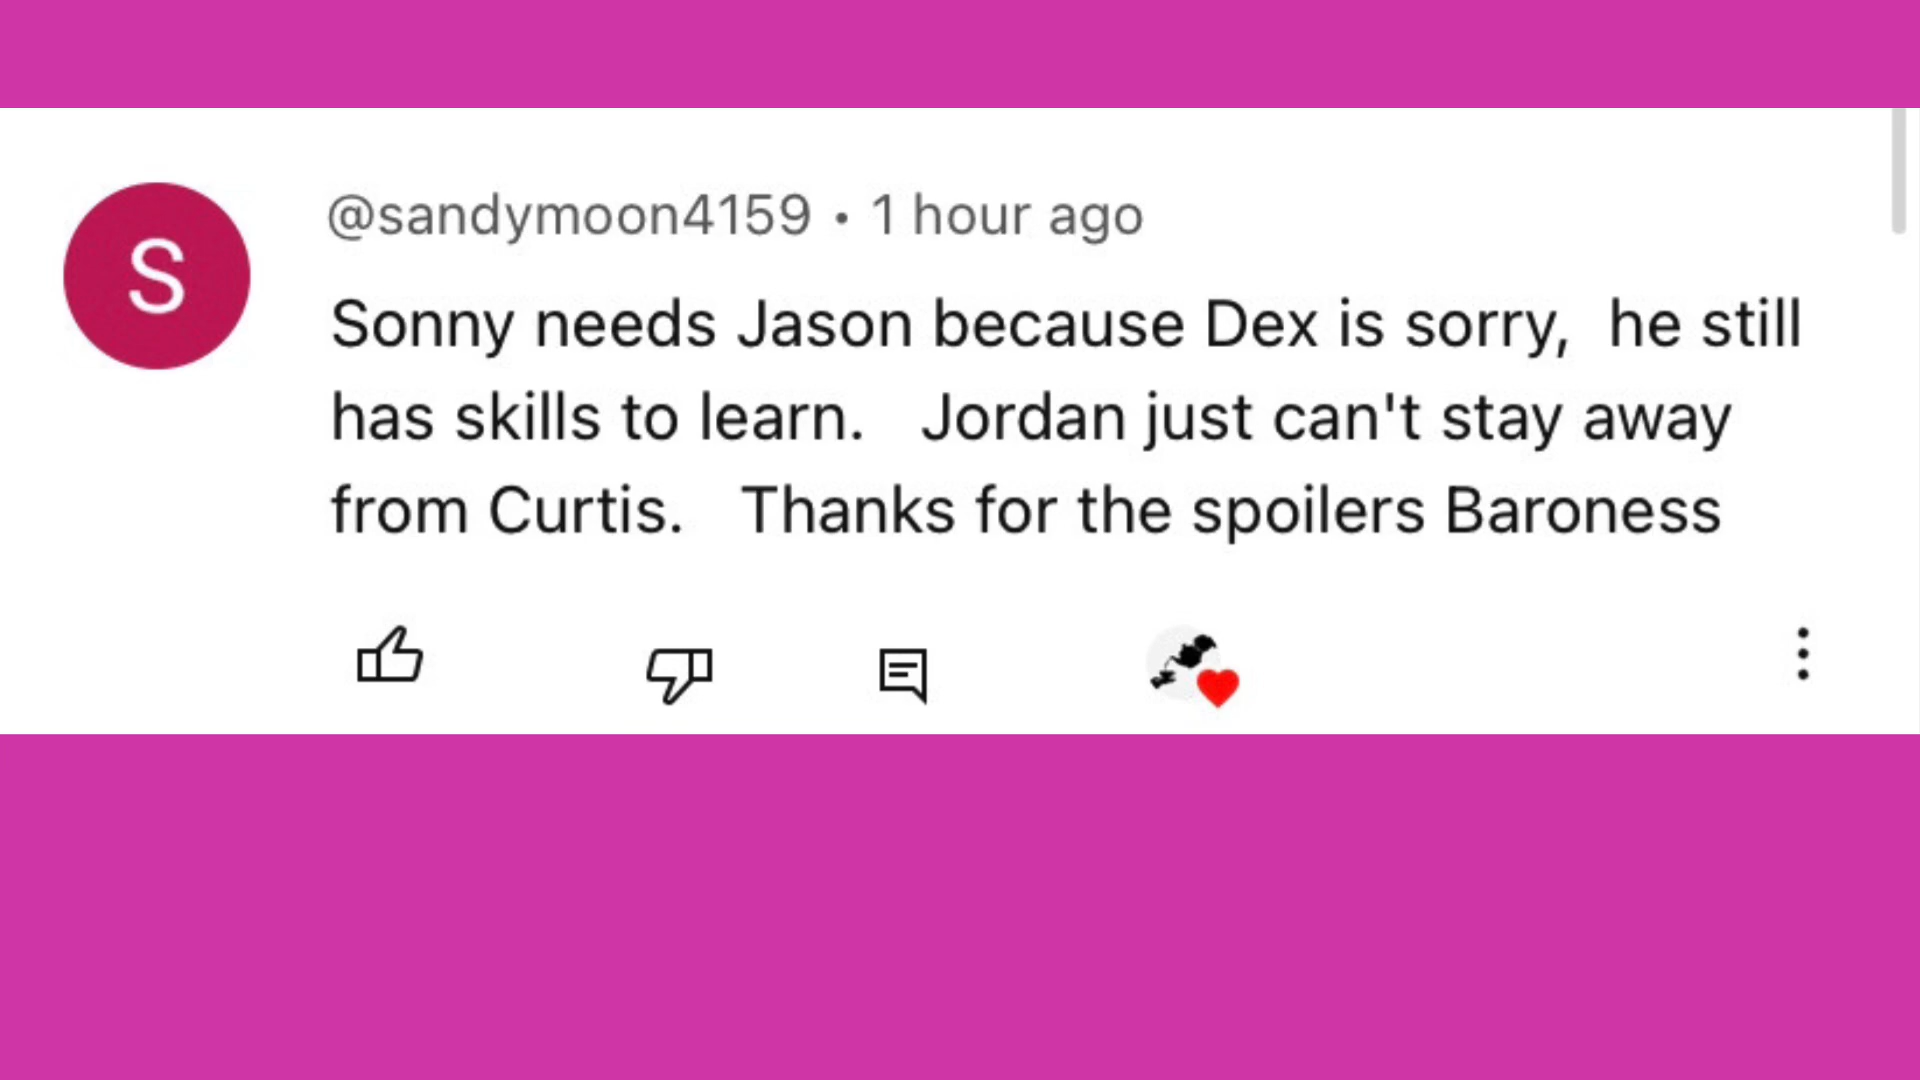 S
@sandymoon4159 • 1 hour ago
Sonny needs Jason because Dex is sorry,  he still
has skills to learn.   Jordan just can't stay away
from Curtis.   Thanks for the spoilers Baroness